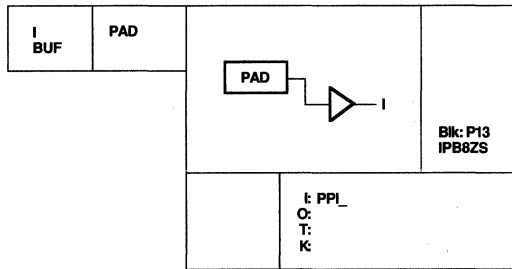 I
BUF
PAD
PAD
I
Blk: P13
IPB8ZS
I: PPI_
O:
T:
K: